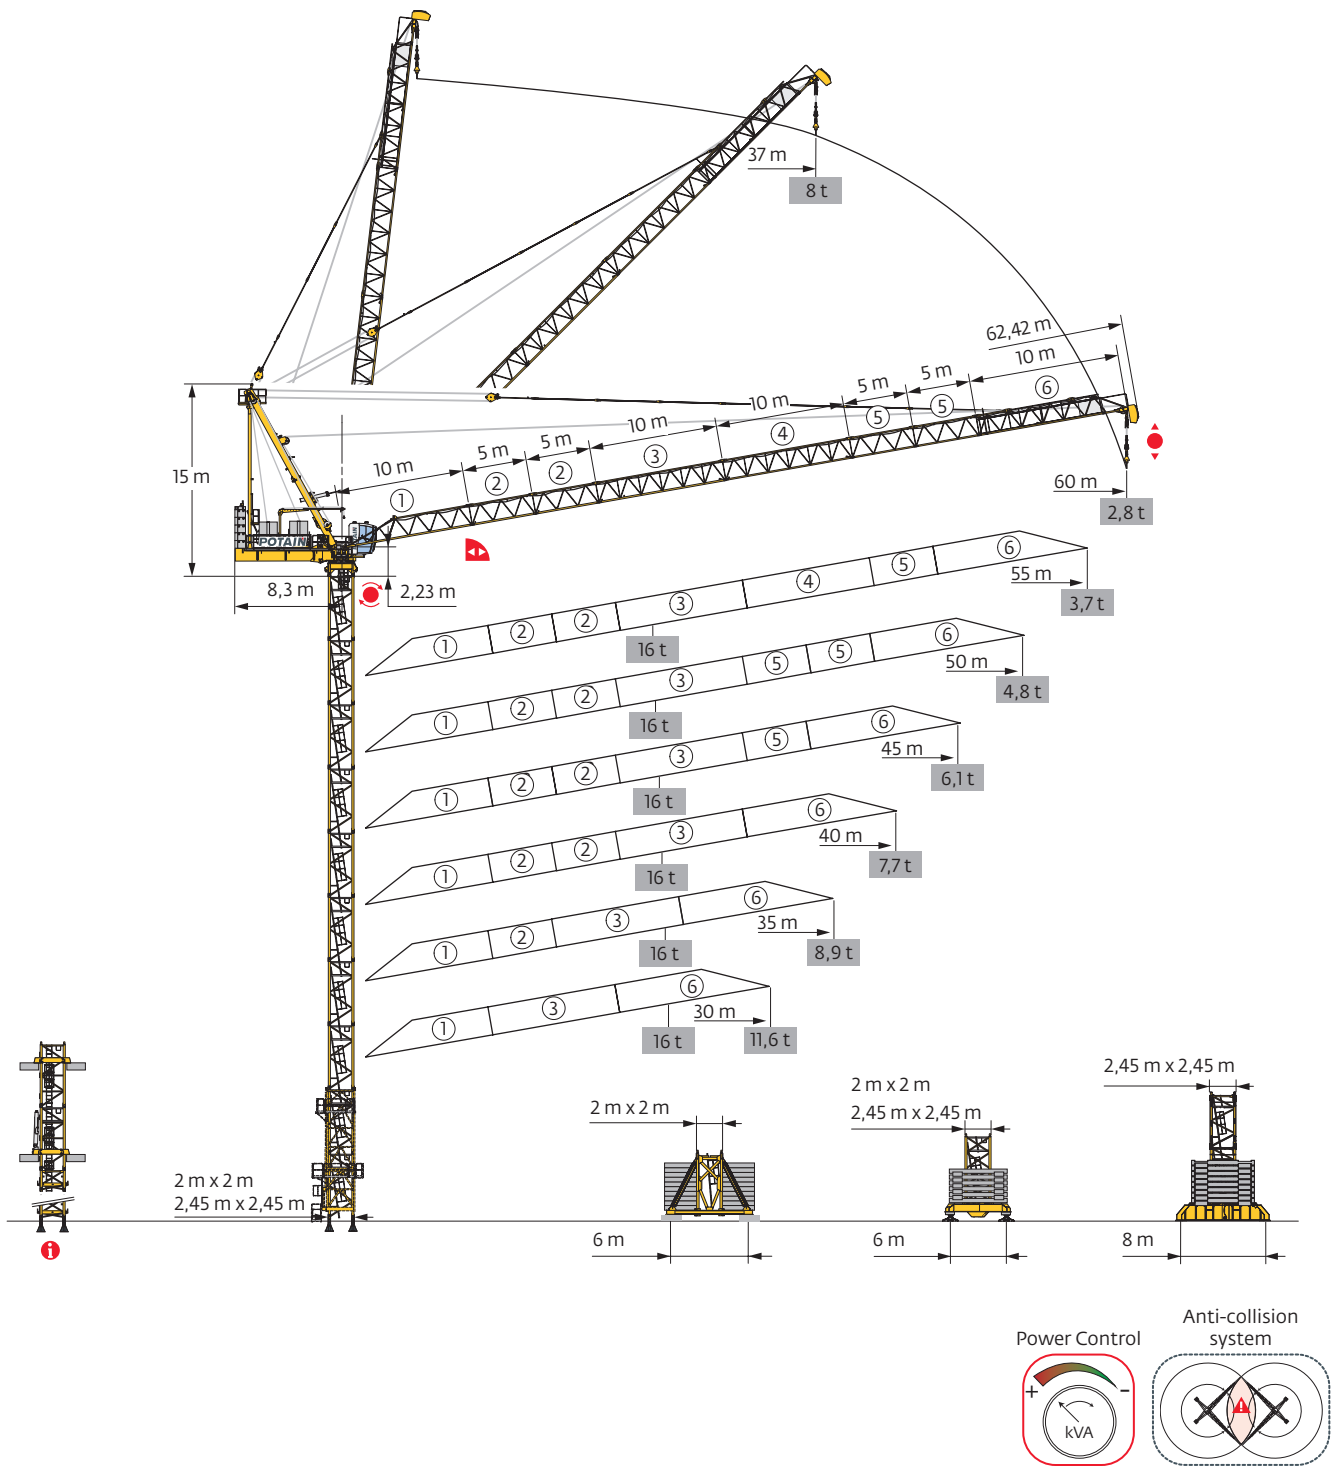 37 m
8 t
62,42 m
10 m
5 m
5 m
10 m
10 m
5 m
5 m
10 m
6
5
5
4
3
2
2
1
15 m
POTAIN
60 m
2,8 t
8,3 m
2,23 m
1 2 2 3 4 5 6
55 m
16 t
3,7 t
1 2 2 3 5 5 6
50 m
16 t
4,8 t
1 2 2 3 5 6
45 m
16 t
6,1 t
1 2 2 3 6
40 m
16 t
7,7 t
1 2 3 6
35 m
16 t
8,9 t
1 3 6
30 m
16 t
11,6 t
2 m x 2 m
2,45 m x 2,45 m
i
2 m x 2 m
6 m
2 m x 2 m
2,45 m x 2,45 m
6 m
2,45 m x 2,45 m
8 m
Power Control
+ -
kVA
Anti-collision
system